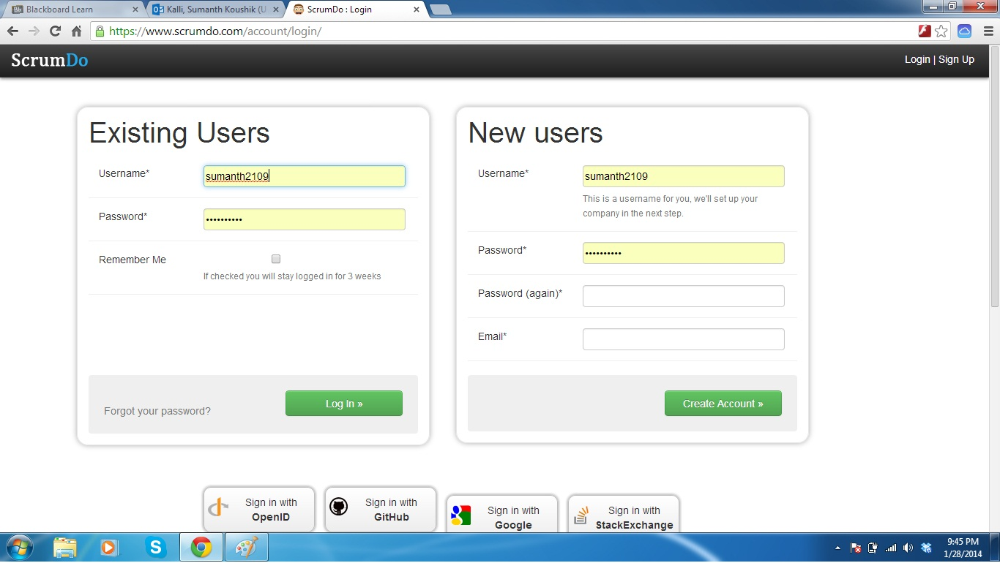 Bb Blackboard Learn
Kalli, Sumanth Koushik (U
ScrumDo : Login
https://www.scrumdo.com/account/login/
ScrumDo
Login | Sign Up
Existing Users
Username*
sumanth2109
Password*
••••••••••
Remember Me
If checked you will stay logged in for 3 weeks
Forgot your password?
Log In »
New users
Username*
sumanth2109
This is a username for you, we'll set up your
company in the next step.
Password*
••••••••••
Password (again)*
Email*
Create Account »
Sign in with
OpenID
Sign in with
GitHub
Sign in with
Google
Sign in with
StackExchange
9:45 PM
1/28/2014